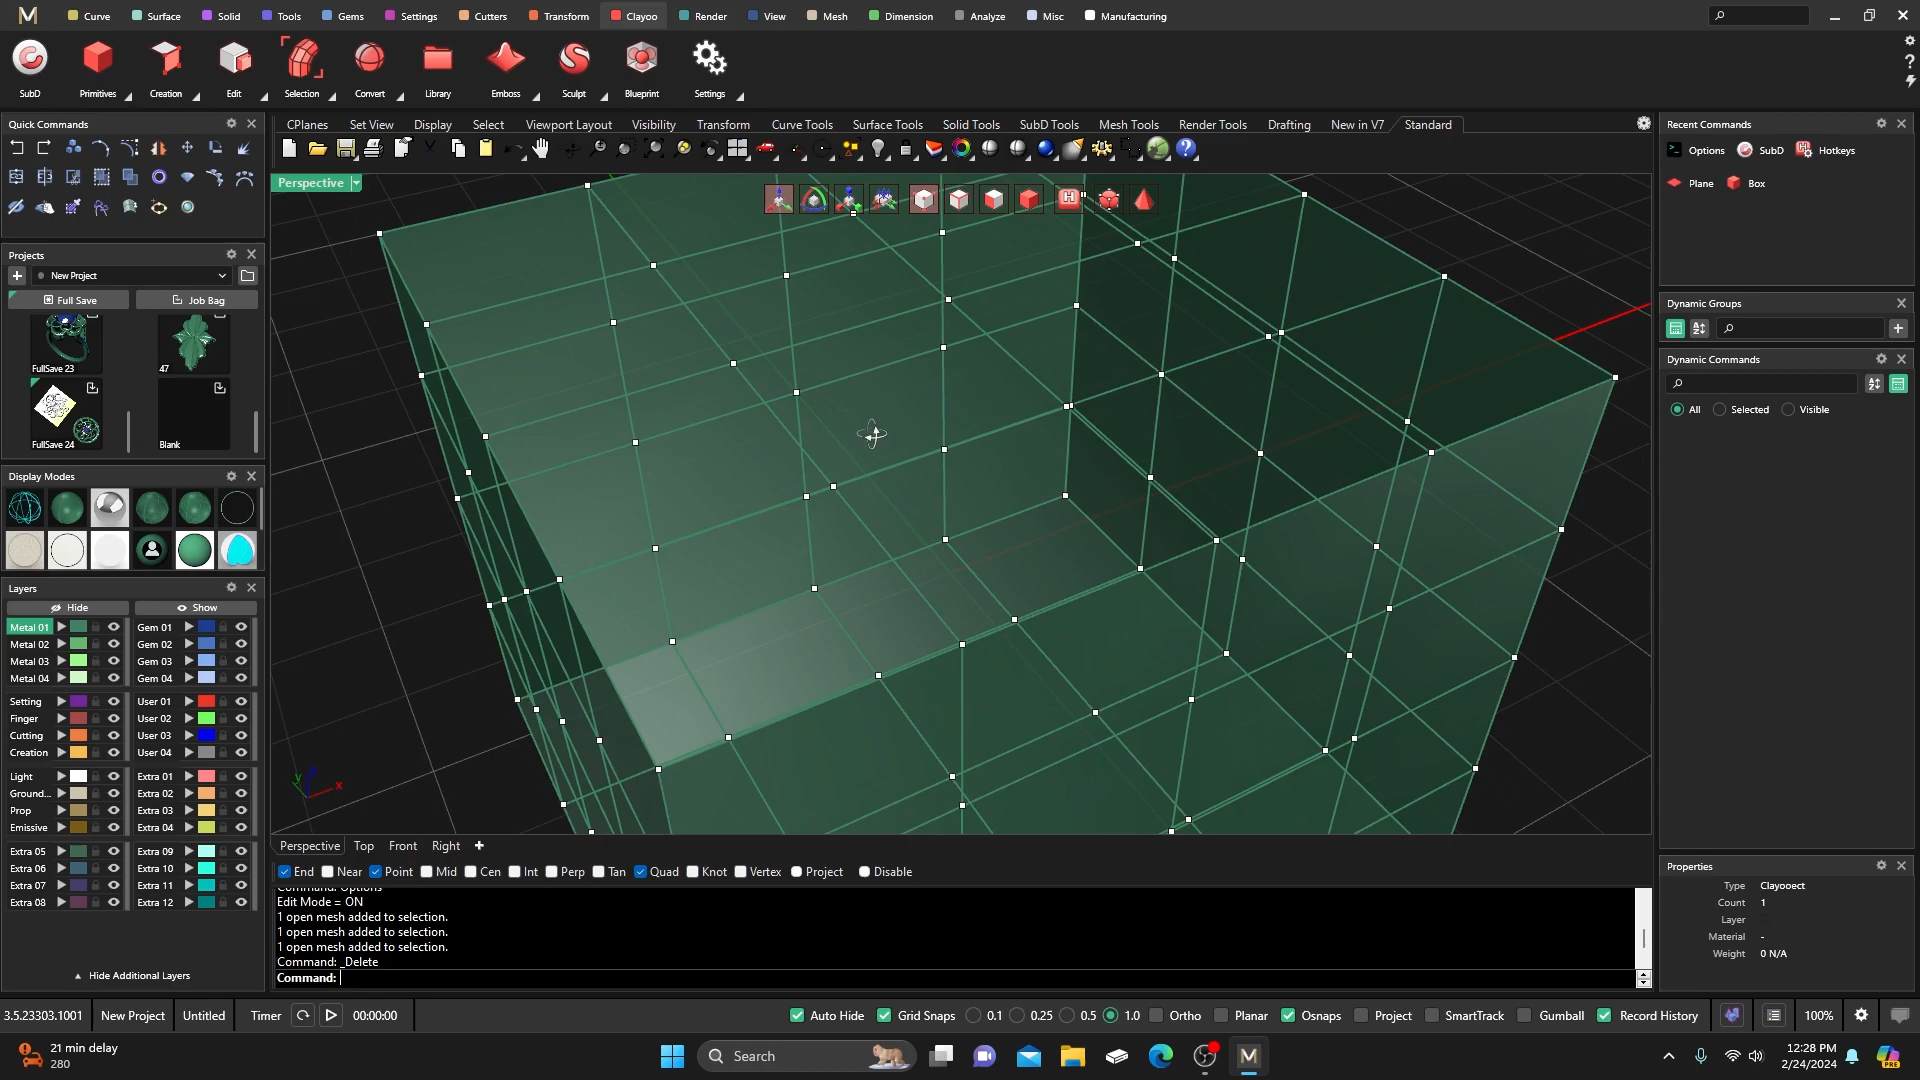 Curve Surface Solid Tools Gems Settings Cutters Transform Clayoo Render View Mesh Dimension Analyze Misc Manufacturing
SubD Primitives Creation Edit Selection Convert Library Emboss Sculpt Blueprint Settings
Quick Commands
CPlanes Set View Display Select Viewport Layout Visibility Transform Curve Tools Surface Tools Solid Tools SubD Tools Mesh Tools Render Tools Drafting New in V7 Standard
Perspective
Projects
New Project
Full Save Job Bag
FullSave 23 47
FullSave 24 Blank
Display Modes
Layers
Hide Show
Metal 01 Gem 01
Metal 02 Gem 02
Metal 03 Gem 03
Metal 04 Gem 04
Setting User 01
Finger User 02
Cutting User 03
Creation User 04
Light Extra 01
Ground... Extra 02
Prop Extra 03
Emissive Extra 04
Extra 05 Extra 09
Extra 06 Extra 10
Extra 07 Extra 11
Extra 08 Extra 12
Hide Additional Layers
z
y
x
Perspective Top Front Right
End Near Point Mid Cen Int Perp Tan Quad Knot Vertex Project Disable
Command: Options
Edit Mode = ON
1 open mesh added to selection.
1 open mesh added to selection.
1 open mesh added to selection.
Command: _Delete
Command:
Recent Commands
Options SubD Hotkeys
Plane Box
Dynamic Groups
Dynamic Commands
All Selected Visible
Properties
Type Clayooect
Count 1
Layer
Material -
Weight 0 N/A
3.5.23303.1001 New Project Untitled Timer 00:00:00 Auto Hide Grid Snaps 0.1 0.25 0.5 1.0 Ortho Planar Osnaps Project SmartTrack Gumball Record History 100%
21 min delay
280
Search
12:28 PM
2/24/2024